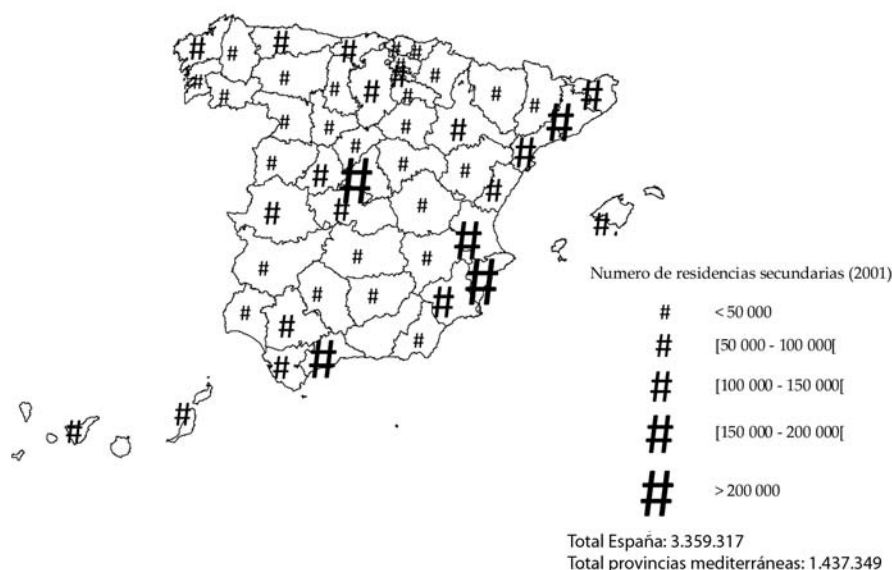 Numero de residencias secundarias (2001)
# < 50 000
# [50 000 - 100 000[
# [100 000 - 150 000[
# [150 000 - 200 000[
# > 200 000
Total España: 3.359.317
Total provincias mediterráneas: 1.437.349